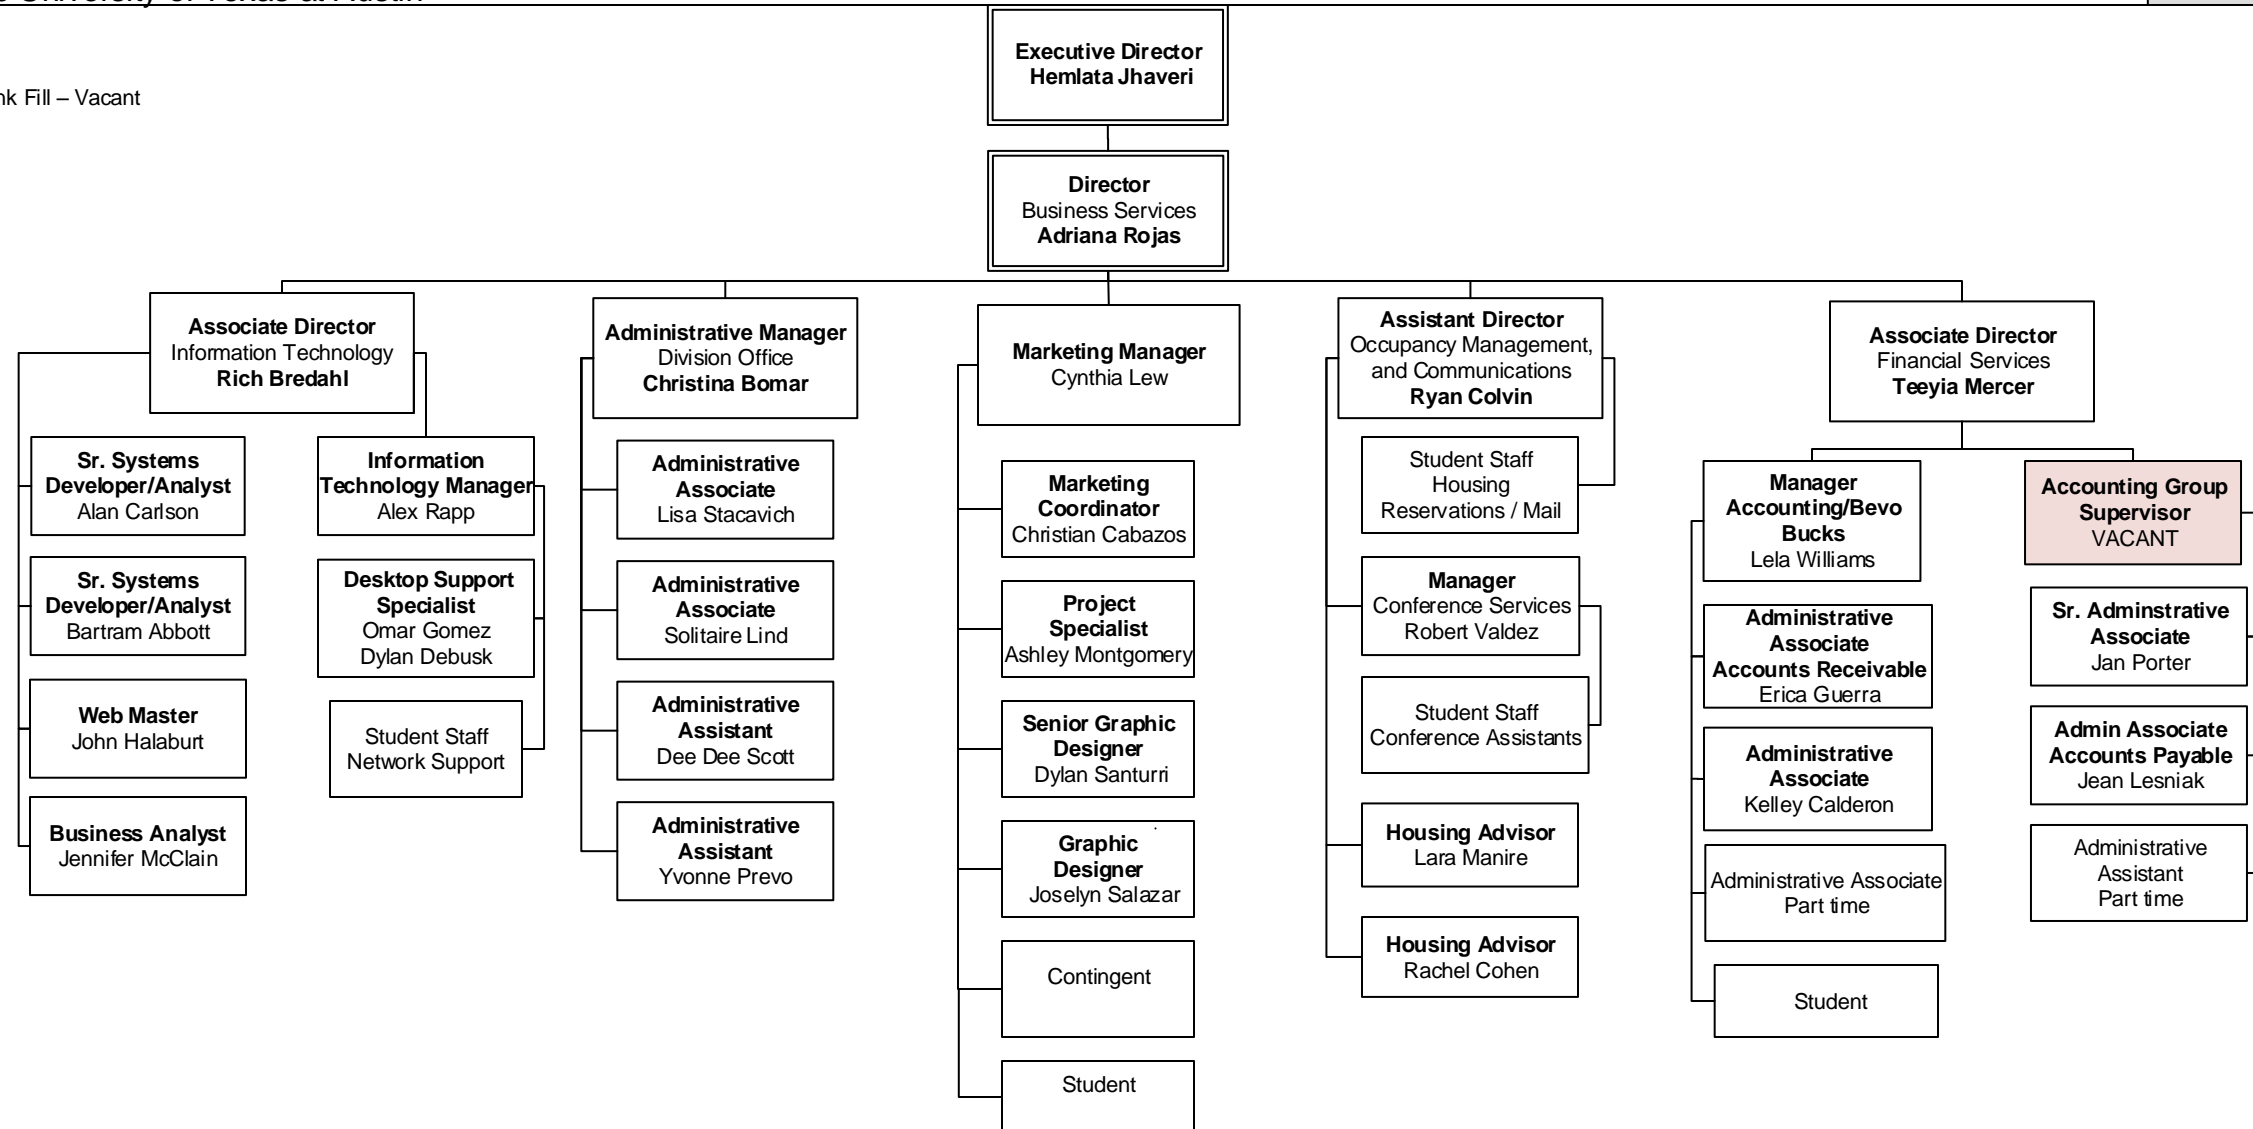 University of Texas at Austin
Fill – Vacant
Executive Director
Hemlata Jhaveri
Director
Business Services
Adriana Rojas
Associate Director
Information Technology
Rich Bredahl
Sr. Systems
Developer/Analyst
Alan Carlson
Sr. Systems
Developer/Analyst
Bartram Abbott
Web Master
John Halaburt
Business Analyst
Jennifer McClain
Information
Technology Manager
Alex Rapp
Desktop Support
Specialist
Omar Gomez
Dylan Debusk
Student Staff
Network Support
Administrative Manager
Division Office
Christina Bomar
Administrative
Associate
Lisa Stacavich
Administrative
Associate
Solitaire Lind
Administrative
Assistant
Dee Dee Scott
Administrative
Assistant
Yvonne Prevo
Marketing Manager
Cynthia Lew
Marketing
Coordinator
Christian Cabazos
Project
Specialist
Ashley Montgomery
Senior Graphic
Designer
Dylan Santurri
Graphic
Designer
Joselyn Salazar
Contingent
Student
Assistant Director
Occupancy Management,
and Communications
Ryan Colvin
Student Staff
Housing
Reservations / Mail
Manager
Conference Services
Robert Valdez
Student Staff
Conference Assistants
Housing Advisor
Lara Manire
Housing Advisor
Rachel Cohen
Associate Director
Financial Services
Teeyia Mercer
Manager
Accounting/Bevo
Bucks
Lela Williams
Administrative
Associate
Accounts Receivable
Erica Guerra
Administrative
Associate
Kelley Calderon
Administrative Associate
Part time
Student
Accounting Group
Supervisor
VACANT
Sr. Adminstrative
Associate
Jan Porter
Admin Associate
Accounts Payable
Jean Lesniak
Administrative
Assistant
Part time